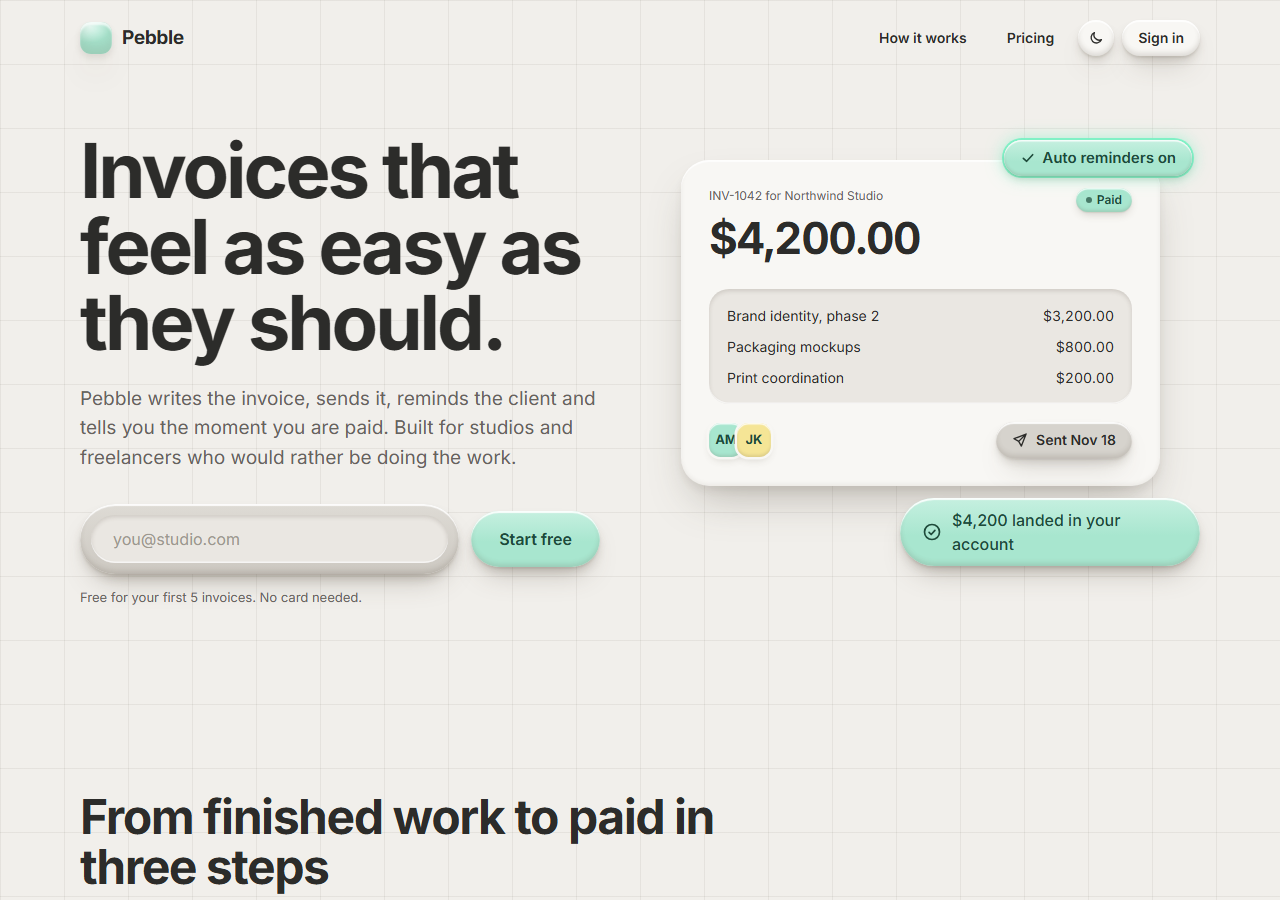 Pebble
How it works
Pricing
Sign in
Invoices that
feel as easy as
they should.
Pebble writes the invoice, sends it, reminds the client and
tells you the moment you are paid. Built for studios and
freelancers who would rather be doing the work.
you@studio.com
Start free
Free for your first 5 invoices. No card needed.
Auto reminders on
INV-1042 for Northwind Studio
Paid
$4,200.00
Brand identity, phase 2 $3,200.00
Packaging mockups $800.00
Print coordination $200.00
AM JK
Sent Nov 18
$4,200 landed in your
account
From finished work to paid in
three steps